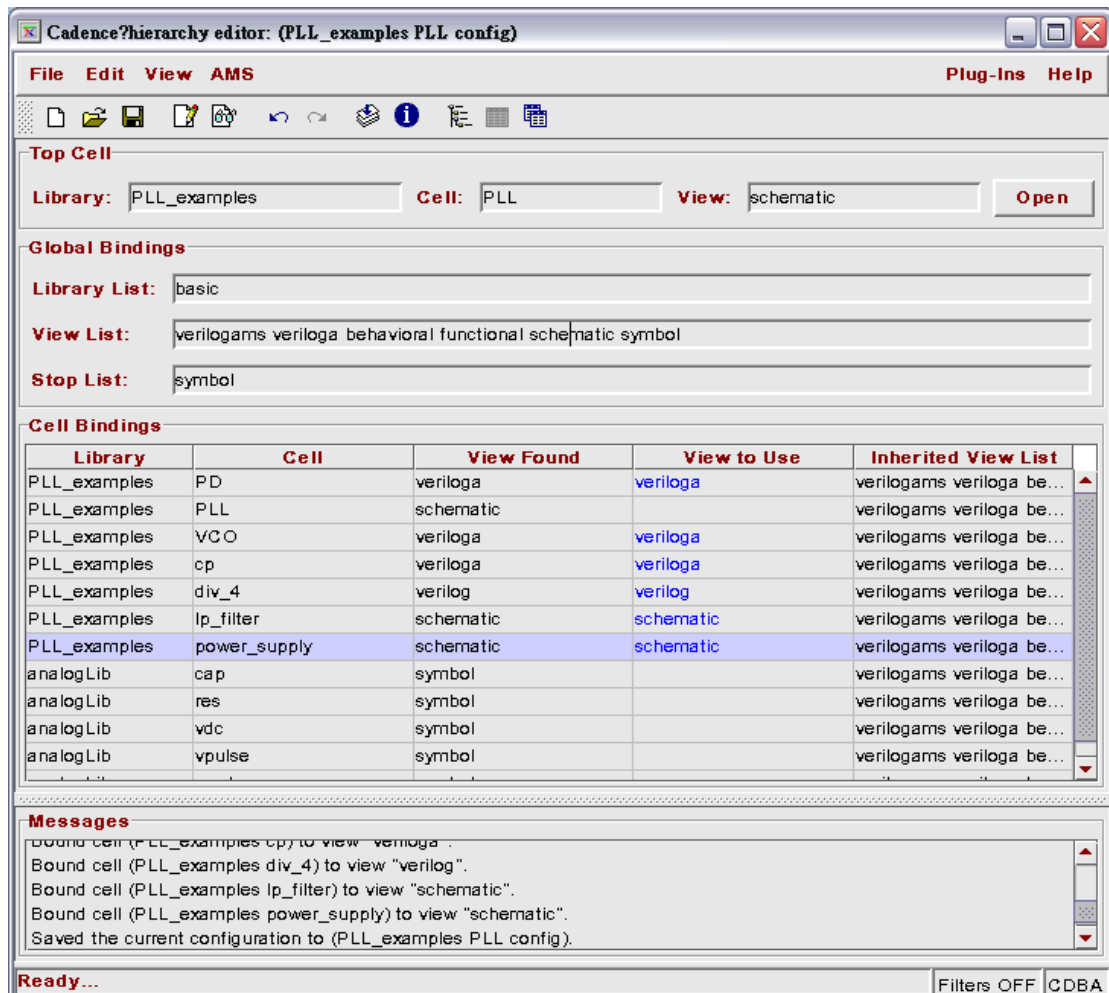 Cadence?hierarchy editor: (PLL_examples PLL config)
File Edit View AMS Plug-Ins Help
Top Cell
Library: PLL_examples Cell: PLL View: schematic Open
Global Bindings
Library List: basic
View List: verilogams veriloga behavioral functional schematic symbol
Stop List: symbol
Cell Bindings
Library Cell View Found View to Use Inherited View List
PLL_examples PD veriloga veriloga verilogams veriloga be...
PLL_examples PLL schematic verilogams veriloga be...
PLL_examples VCO veriloga veriloga verilogams veriloga be...
PLL_examples cp veriloga veriloga verilogams veriloga be...
PLL_examples div_4 verilog verilog verilogams veriloga be...
PLL_examples lp_filter schematic schematic verilogams veriloga be...
PLL_examples power_supply schematic schematic verilogams veriloga be...
analogLib cap symbol verilogams veriloga be...
analogLib res symbol verilogams veriloga be...
analogLib vdc symbol verilogams veriloga be...
analogLib vpulse symbol verilogams veriloga be...
Messages
Bound cell (PLL_examples cp) to view "veriloga".
Bound cell (PLL_examples div_4) to view "verilog".
Bound cell (PLL_examples lp_filter) to view "schematic".
Bound cell (PLL_examples power_supply) to view "schematic".
Saved the current configuration to (PLL_examples PLL config).
Ready... Filters OFF CDBA